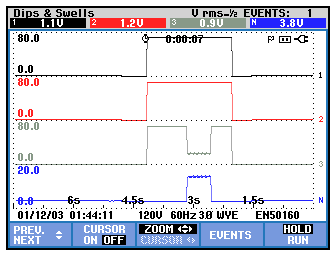 Dips & Swells V rms-½ EVENTS: 1
1 1.1V 2 1.2V 3 0.9V N 3.8V
80.0 0:00:07
0.0 1
80.0
0.0 2
80.0
0.0 3
20.0
0.0 N
6s 4.5s 3s 1.5s
01/12/03 01:44:11 120V 60Hz 3Ø WYE EN50160
PREV. CURSOR ZOOM EVENTS HOLD
NEXT ON OFF CURSOR RUN